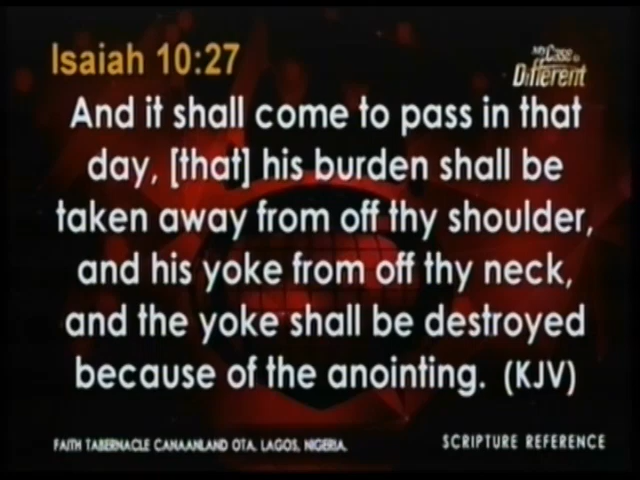 Isaiah 10:27
My Case is
Different
And it shall come to pass in that
day, [that] his burden shall be
taken away from off thy shoulder,
and his yoke from off thy neck,
and the yoke shall be destroyed
because of the anointing. (KJV)
FAITH TABERNACLE CANAANLAND OTA, LAGOS, NIGERIA.
SCRIPTURE REFERENCE